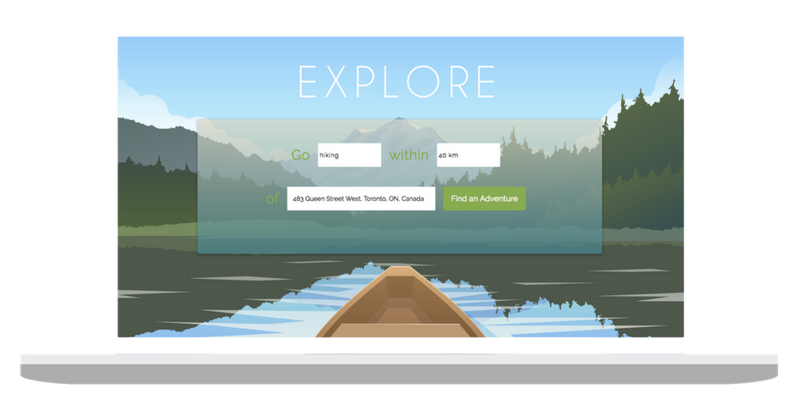 EXPLORE
Go hiking within 40 km
of 483 Queen Street West, Toronto, ON, Canada Find an Adventure